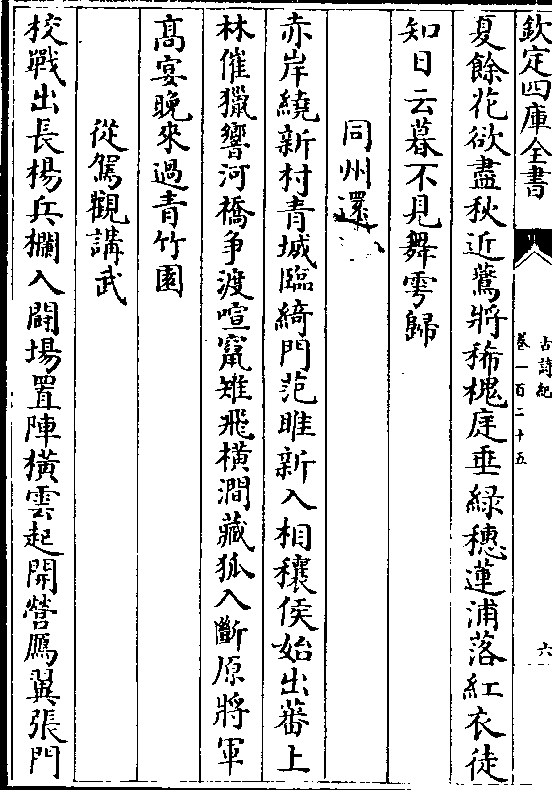 欽定四庫全書
古詩紀
卷一百二十五
六
夏餘花欲盡秋近鷰將稀槐庭垂緑穗蓮浦落紅衣徒
知日云暮不見舞雩歸
同州還
赤岸繞新村青城臨綺門范雎新入相穰侯始出蕃上
林催獵響河橋争渡喧竄雉飛横澗藏狐入斷原將軍
髙宴晚來過青竹園
從駕觀講武
校戰出長楊兵欄入鬬場置陣横雲起開營鴈翼張門